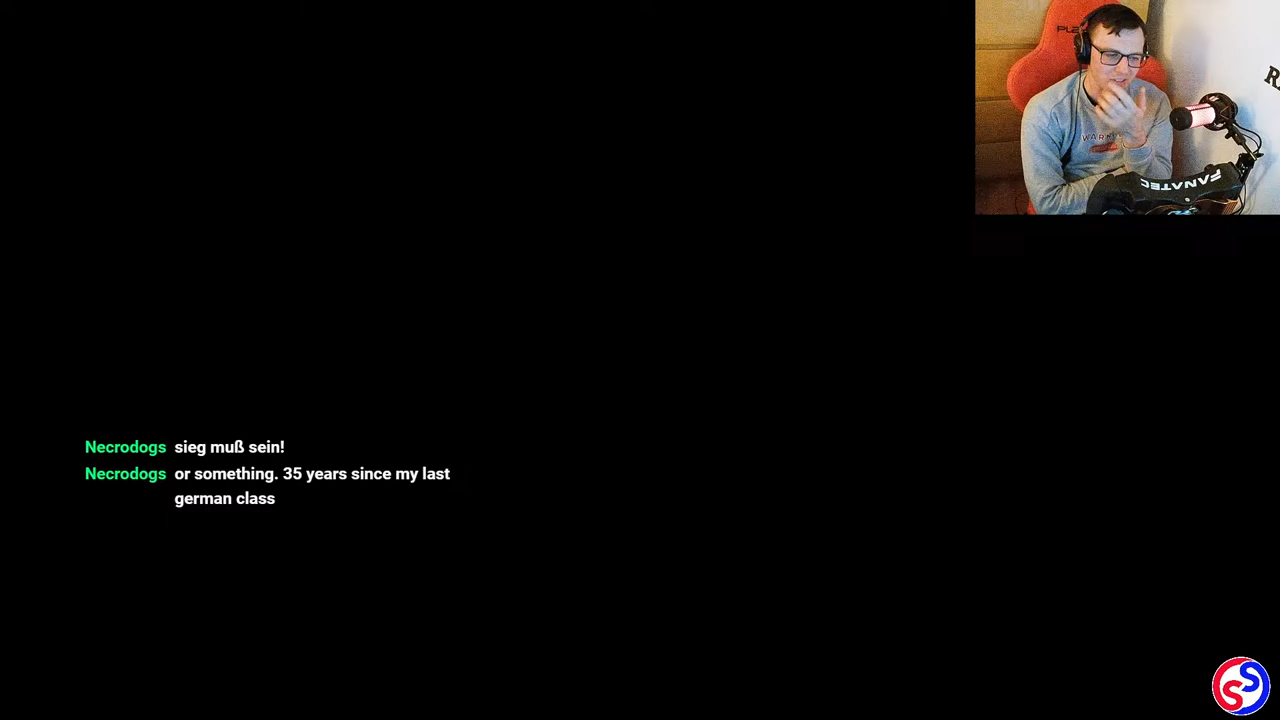 Necrodogs sieg muß sein!
Necrodogs or something. 35 years since my last
german class
FANATEC